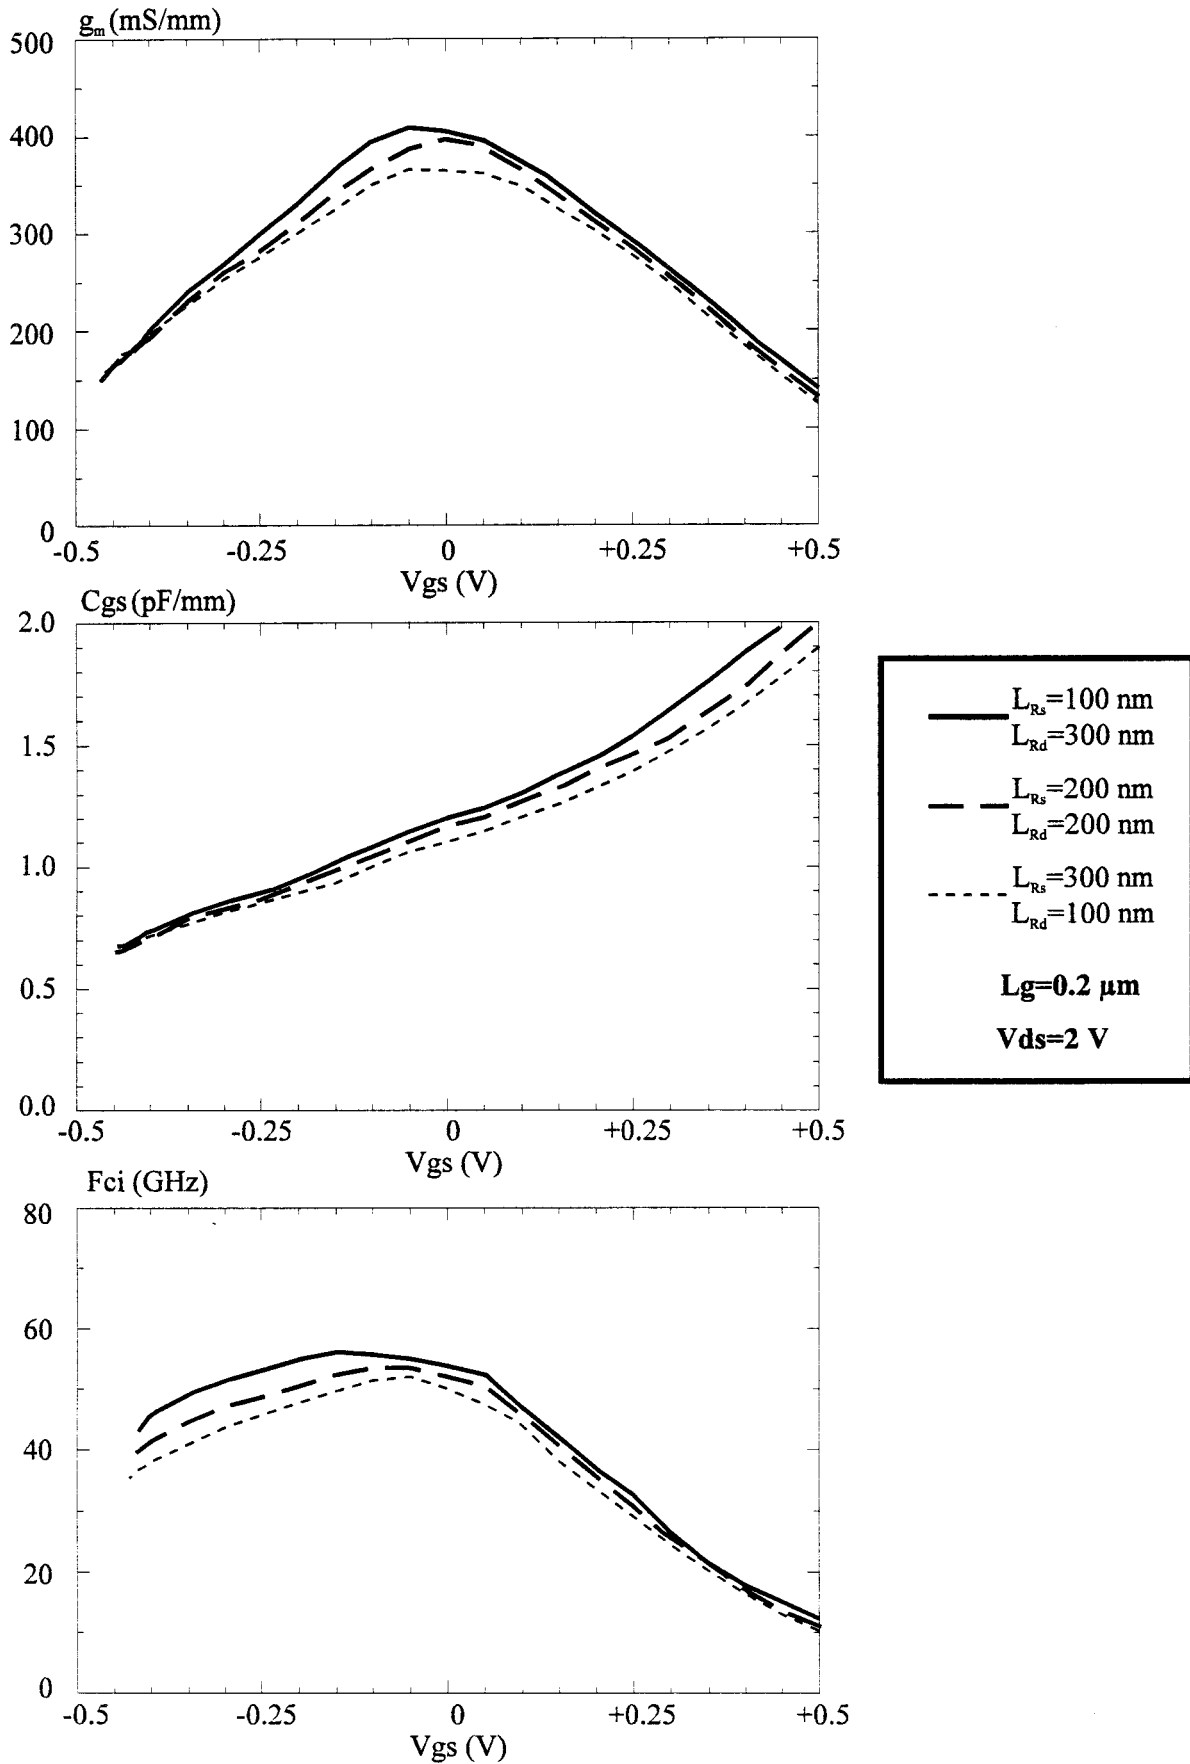 gm (mS/mm)
500
400
300
200
100
0
-0.5 -0.25 0 +0.25 +0.5
Vgs (V)
Cgs (pF/mm)
2.0
1.5
1.0
0.5
0.0
-0.5 -0.25 0 +0.25 +0.5
Vgs (V)
Fci (GHz)
80
60
40
20
0
-0.5 -0.25 0 +0.25 +0.5
Vgs (V)
LRs=100 nm
LRd=300 nm
LRs=200 nm
LRd=200 nm
LRs=300 nm
LRd=100 nm
Lg=0.2 µm
Vds=2 V